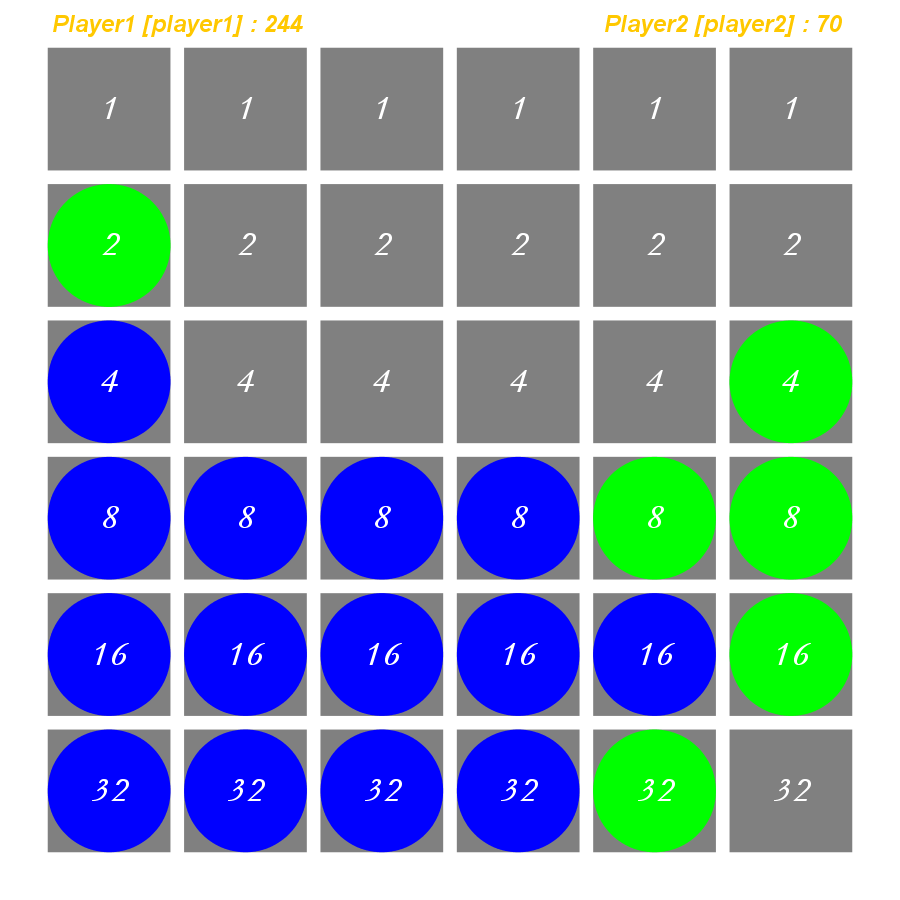 Player1 [player1] : 244 Player2 [player2] : 70
1 1 1 1 1 1
2 2 2 2 2 2
4 4 4 4 4 4
8 8 8 8 8 8
16 16 16 16 16 16
32 32 32 32 32 32